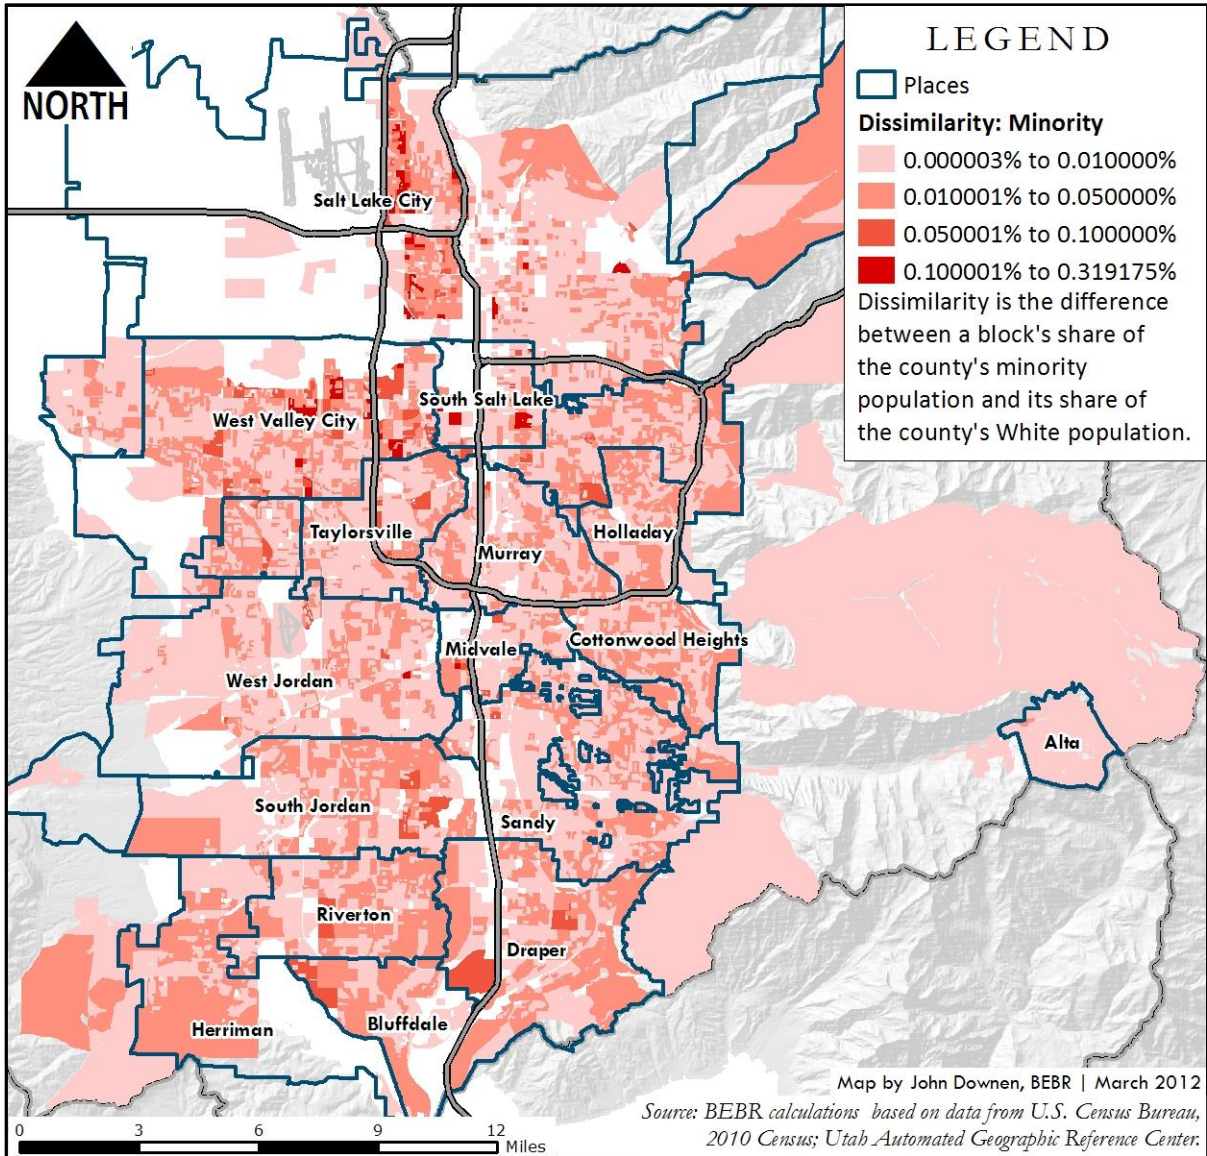 LEGEND
NORTH
Places
Dissimilarity: Minority
0.000003% to 0.010000%
0.010001% to 0.050000%
0.050001% to 0.100000%
0.100001% to 0.319175%
Dissimilarity is the difference
between a block's share of
the county's minority
population and its share of
the county's White population.
Salt Lake City
South Salt Lake
West Valley City
Taylorsville
Holladay
Murray
Cottonwood Heights
Midvale
West Jordan
Alta
South Jordan
Sandy
Riverton
Draper
Bluffdale
Herriman
Map by John Downen, BEBR | March 2012
Source: BEBR calculations based on data from U.S. Census Bureau,
2010 Census; Utah Automated Geographic Reference Center.
0 3 6 9 12
Miles